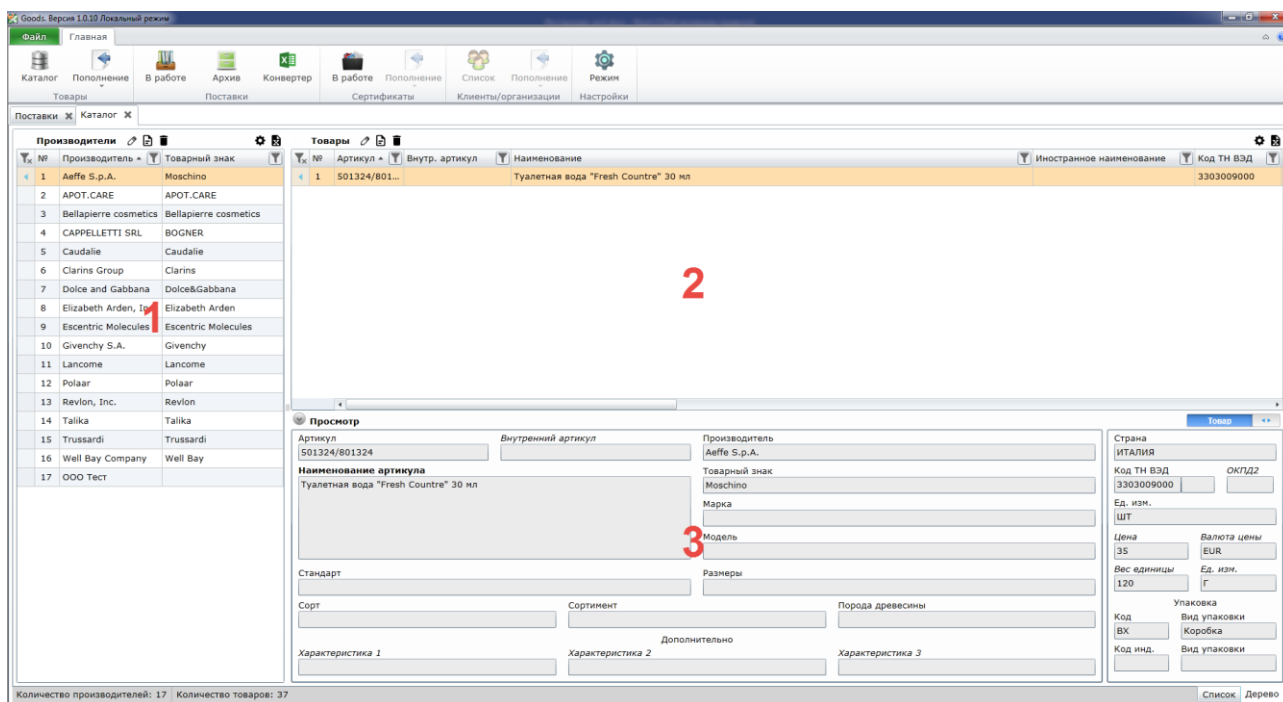 Goods. Версия 1.0.10 Локальный режим
Файл Главная
Каталог Пополнение В работе Архив Конвертер В работе Пополнение Список Пополнение Режим
Товары Поставки Сертификаты Клиенты/организации Настройки
Поставки Каталог
Производители Товары
№ Производитель Товарный знак № Артикул Внутр. артикул Наименование Иностранное наименование Код ТН ВЭД
1 Aeffe S.p.A. Moschino 1 501324/801... Туалетная вода "Fresh Countre" 30 мл 3303009000
2 APOT.CARE APOT.CARE
3 Bellapierre cosmetics Bellapierre cosmetics
4 CAPPELLETTI SRL BOGNER
5 Caudalie Caudalie
6 Clarins Group Clarins
7 Dolce and Gabbana Dolce&Gabbana
2
8 Elizabeth Arden, In Elizabeth Arden
1
9 Escentric Molecules Escentric Molecules
10 Givenchy S.A. Givenchy
11 Lancome Lancome
12 Polaar Polaar
13 Revlon, Inc. Revlon
14 Talika Talika
15 Trussardi Trussardi
16 Well Bay Company Well Bay
17 ООО Тест
Просмотр Товар
Артикул Внутренний артикул Производитель Страна
501324/801324 Aeffe S.p.A. ИТАЛИЯ
Наименование артикула Товарный знак Код ТН ВЭД ОКПД2
Туалетная вода "Fresh Countre" 30 мл Moschino 3303009000
Марка Ед. изм.
ШТ
3
Модель Цена Валюта цены
35 EUR
Стандарт Размеры Вес единицы Ед. изм.
120 Г
Сорт Сортимент Порода древесины Упаковка
Код Вид упаковки
BX Коробка
Дополнительно
Характеристика 1 Характеристика 2 Характеристика 3 Код инд. Вид упаковки
Количество производителей: 17 Количество товаров: 37 Список Дерево